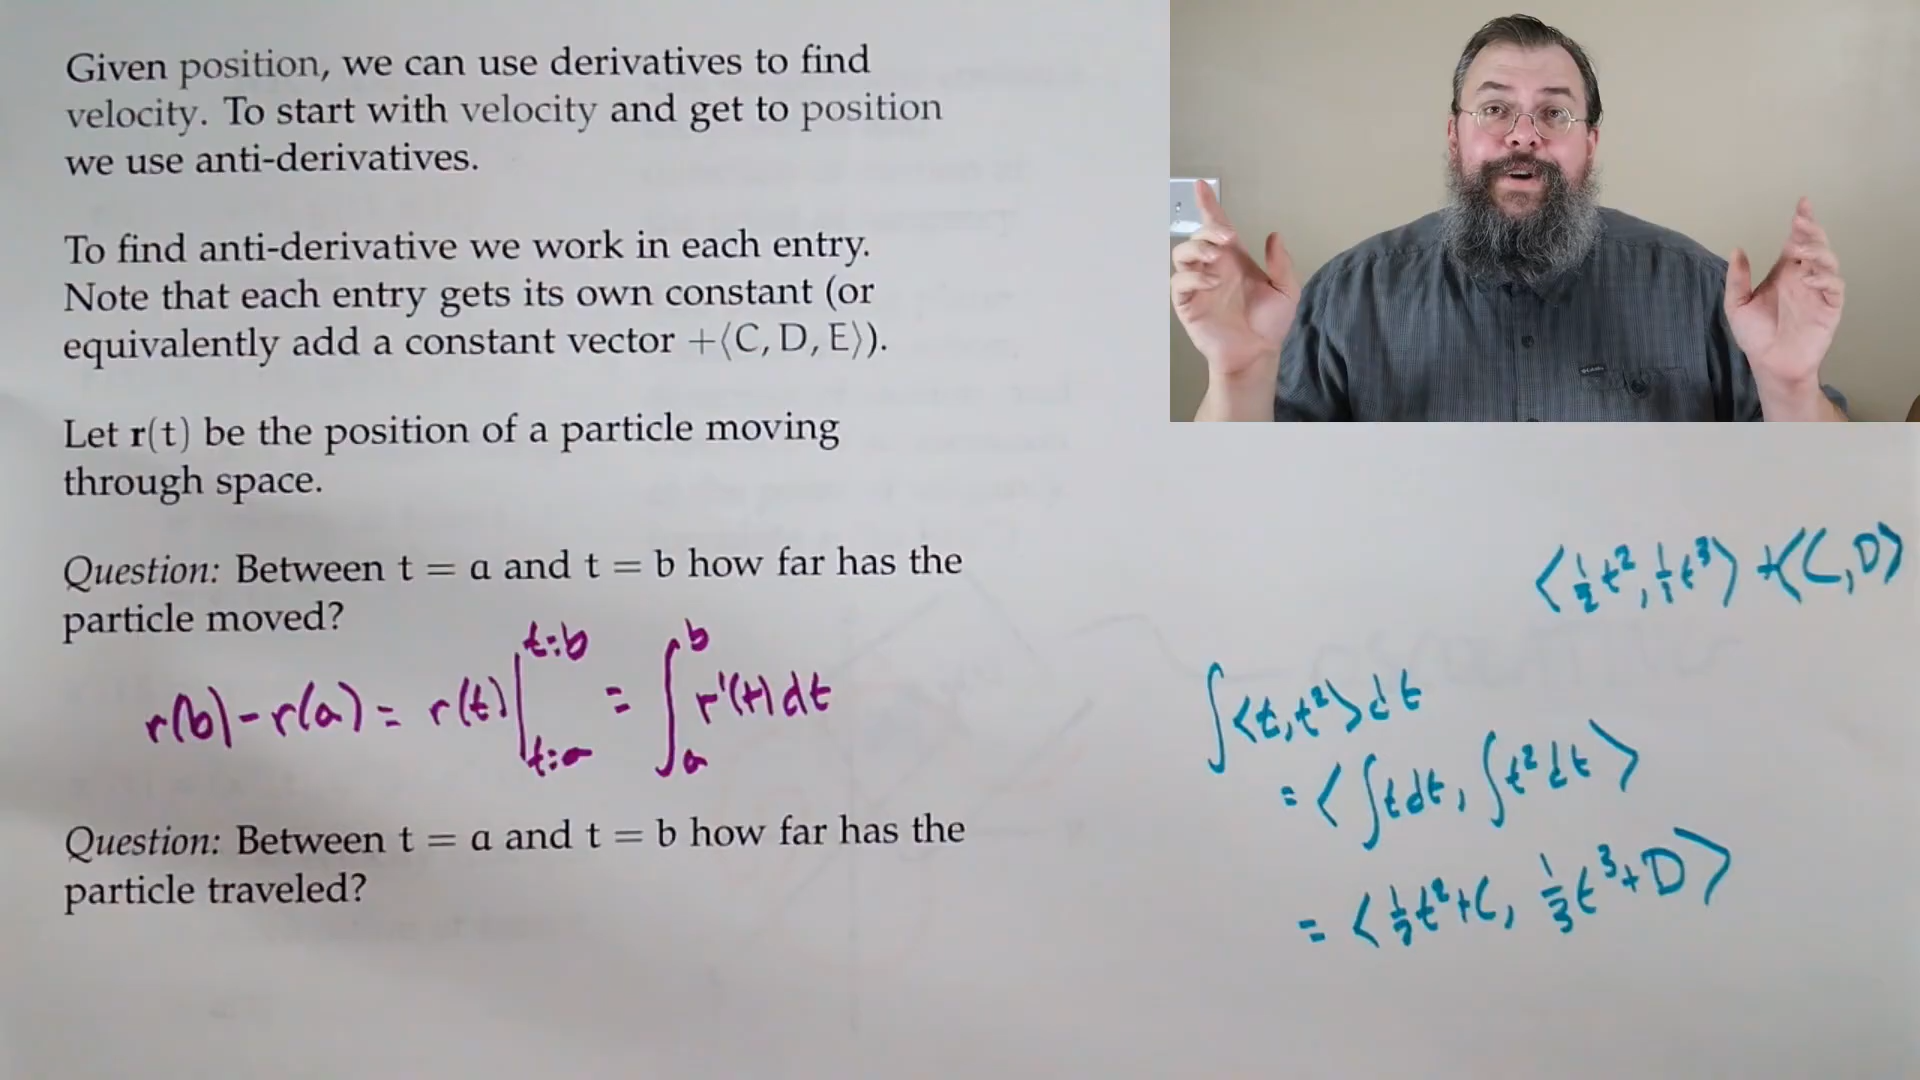 Given position, we can use derivatives to find
velocity. To start with velocity and get to position
we use anti-derivatives.
To find anti-derivative we work in each entry.
Note that each entry gets its own constant (or
equivalently add a constant vector +⟨C, D, E⟩).
Let r(t) be the position of a particle moving
through space.
Question: Between t = a and t = b how far has the
particle moved?
r(b)-r(a) = r(t)|_{t=a}^{t=b} = ∫_a^b r'(t)dt
Question: Between t = a and t = b how far has the
particle traveled?
⟨½t², ⅓t³⟩ +⟨C,D⟩
∫⟨t,t²⟩dt
= ⟨∫tdt, ∫t²dt⟩
= ⟨½t²+C, ⅓t³+D⟩